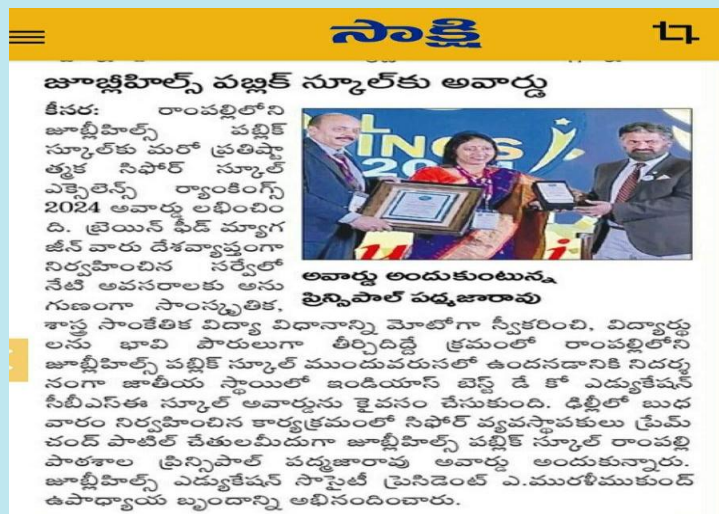 సాక్షి
జూబ్లీహిల్స్ పబ్లిక్ స్కూల్‌కు అవార్డు
కీసర: రాంపల్లిలోని
జూబ్లీహిల్స్ పబ్లిక్
స్కూల్‌కు మరో ప్రతిష్టా
త్మక సిఫోర్ స్కూల్
ఎక్సెలెన్స్ ర్యాంకింగ్స్
2024 అవార్డు లభించిం
ది. బ్రెయిన్ ఫీడ్ మ్యాగ
జీన్ వారు దేశవ్యాప్తంగా
నిర్వహించిన సర్వేలో
నేటి అవసరాలకు అను
గుణంగా సాంస్కృతిక,
అవార్డు అందుకుంటున్న
ప్రిన్సిపాల్ పద్మజారావు
శాస్త్ర సాంకేతిక విద్యా విధానాన్ని మోటోగా స్వీకరించి, విద్యార్థు
లను భావి పౌరులుగా తీర్చిదిద్దే క్రమంలో రాంపల్లిలోని
జూబ్లీహిల్స్ పబ్లిక్ స్కూల్ ముందువరుసలో ఉందనడానికి నిదర్శ
నంగా జాతీయ స్థాయిలో ఇండియాస్ బెస్ట్ డే కో ఎడ్యుకేషన్
సీబీఎస్ఈ స్కూల్ అవార్డును కైవసం చేసుకుంది. ఢిల్లీలో బుధ
వారం నిర్వహించిన కార్యక్రమంలో సిఫోర్ వ్యవస్థాపకులు ప్రేమ్
చంద్ పాటిల్ చేతులమీదుగా జూబ్లీహిల్స్ పబ్లిక్ స్కూల్ రాంపల్లి
పాఠశాల ప్రిన్సిపాల్ పద్మజారావు అవార్డు అందుకున్నారు.
జూబ్లీహిల్స్ ఎడ్యుకేషన్ సొసైటీ ప్రెసిడెంట్ ఎ.మురళీముకుంద్
ఉపాధ్యాయ బృందాన్ని అభినందించారు.